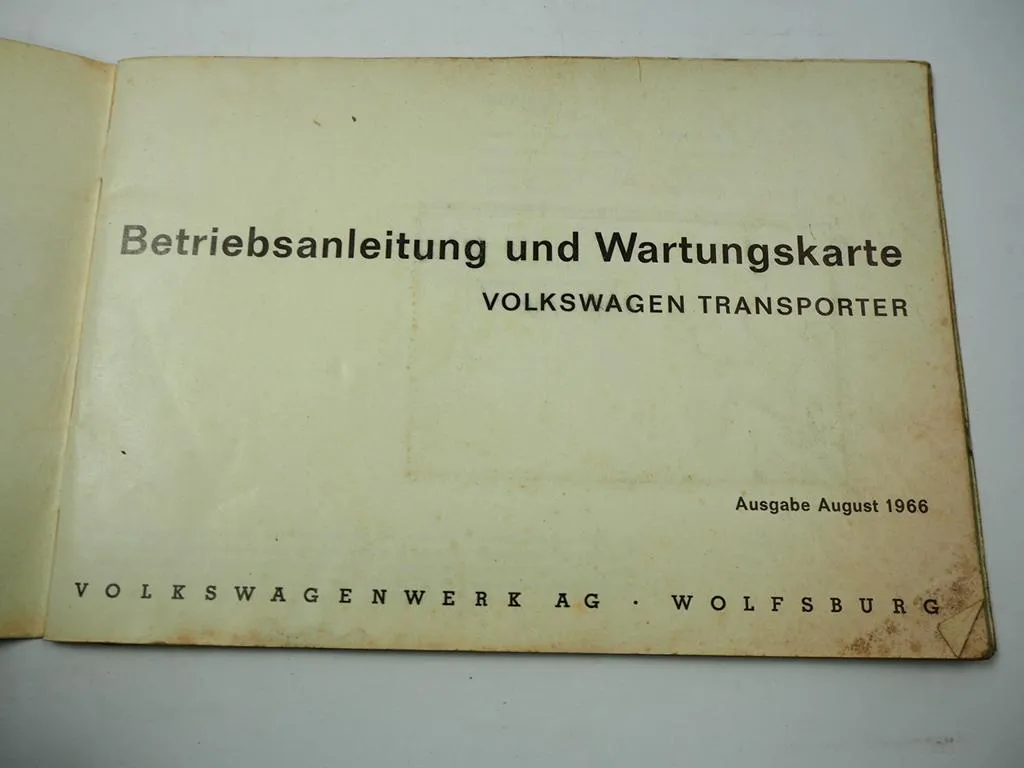 Betriebsanleitung und Wartungskarte
VOLKSWAGEN TRANSPORTER
Ausgabe August 1966
VOLKSWAGENWERK AG · WOLFSBURG